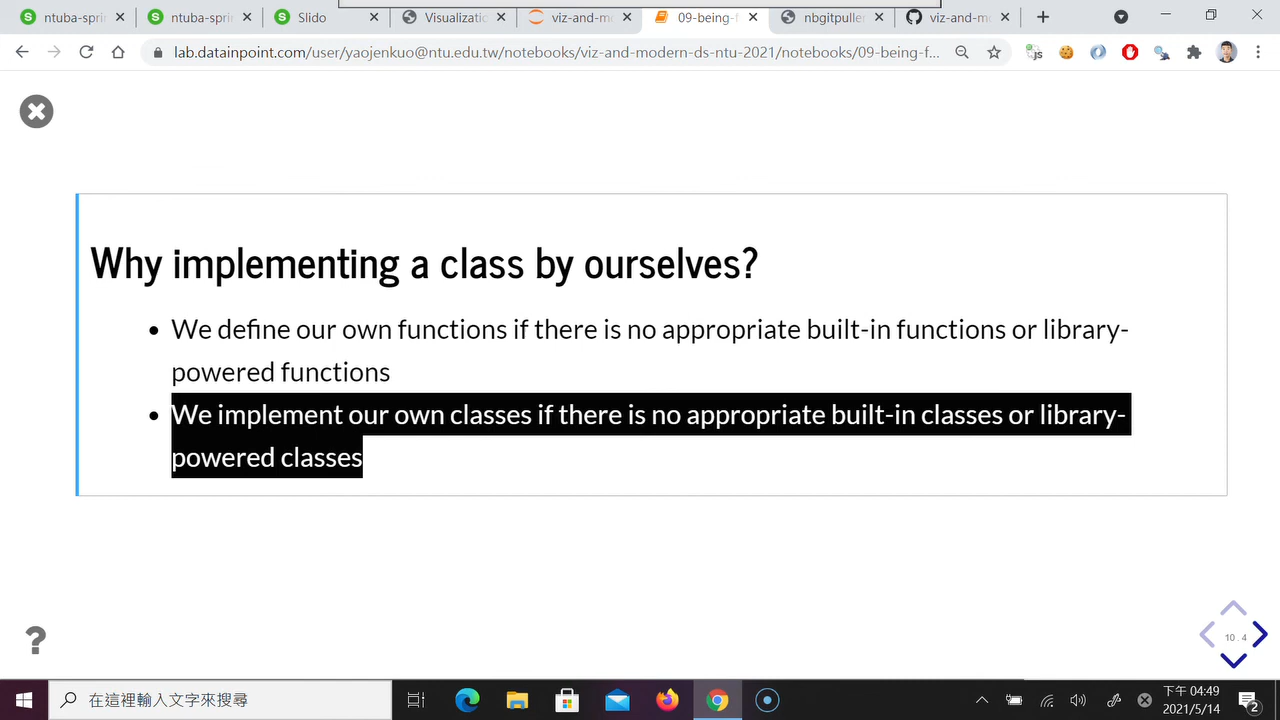 ntuba-spri
ntuba-spri
Slido
Visualizatio
viz-and-m
09-being-f
nbgitpuller
viz-and-mo
lab.datainpoint.com/user/yaojenkuo@ntu.edu.tw/notebooks/viz-and-modern-ds-ntu-2021/notebooks/09-being-f...
Why implementing a class by ourselves?
We define our own functions if there is no appropriate built-in functions or library-
powered functions
We implement our own classes if there is no appropriate built-in classes or library-
powered classes
10.4
在這裡輸入文字來搜尋
下午 04:49
2021/5/14
2